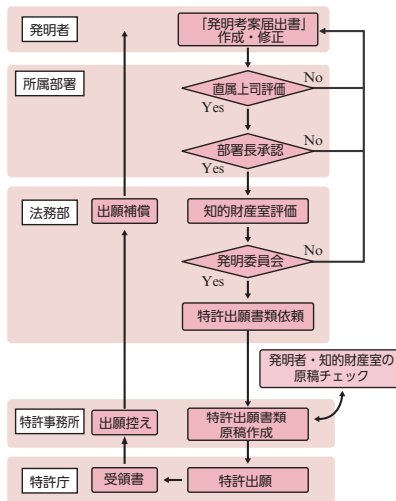 発明者
「発明考案届出書」
作成・修正
所属部署
直属上司評価
No
Yes
部署長承認
No
Yes
法務部
出願補償
知的財産室評価
発明委員会
No
Yes
特許出願書類依頼
発明者・知的財産室の
原稿チェック
特許事務所
出願控え
特許出願書類
原稿作成
特許庁
受領書
特許出願